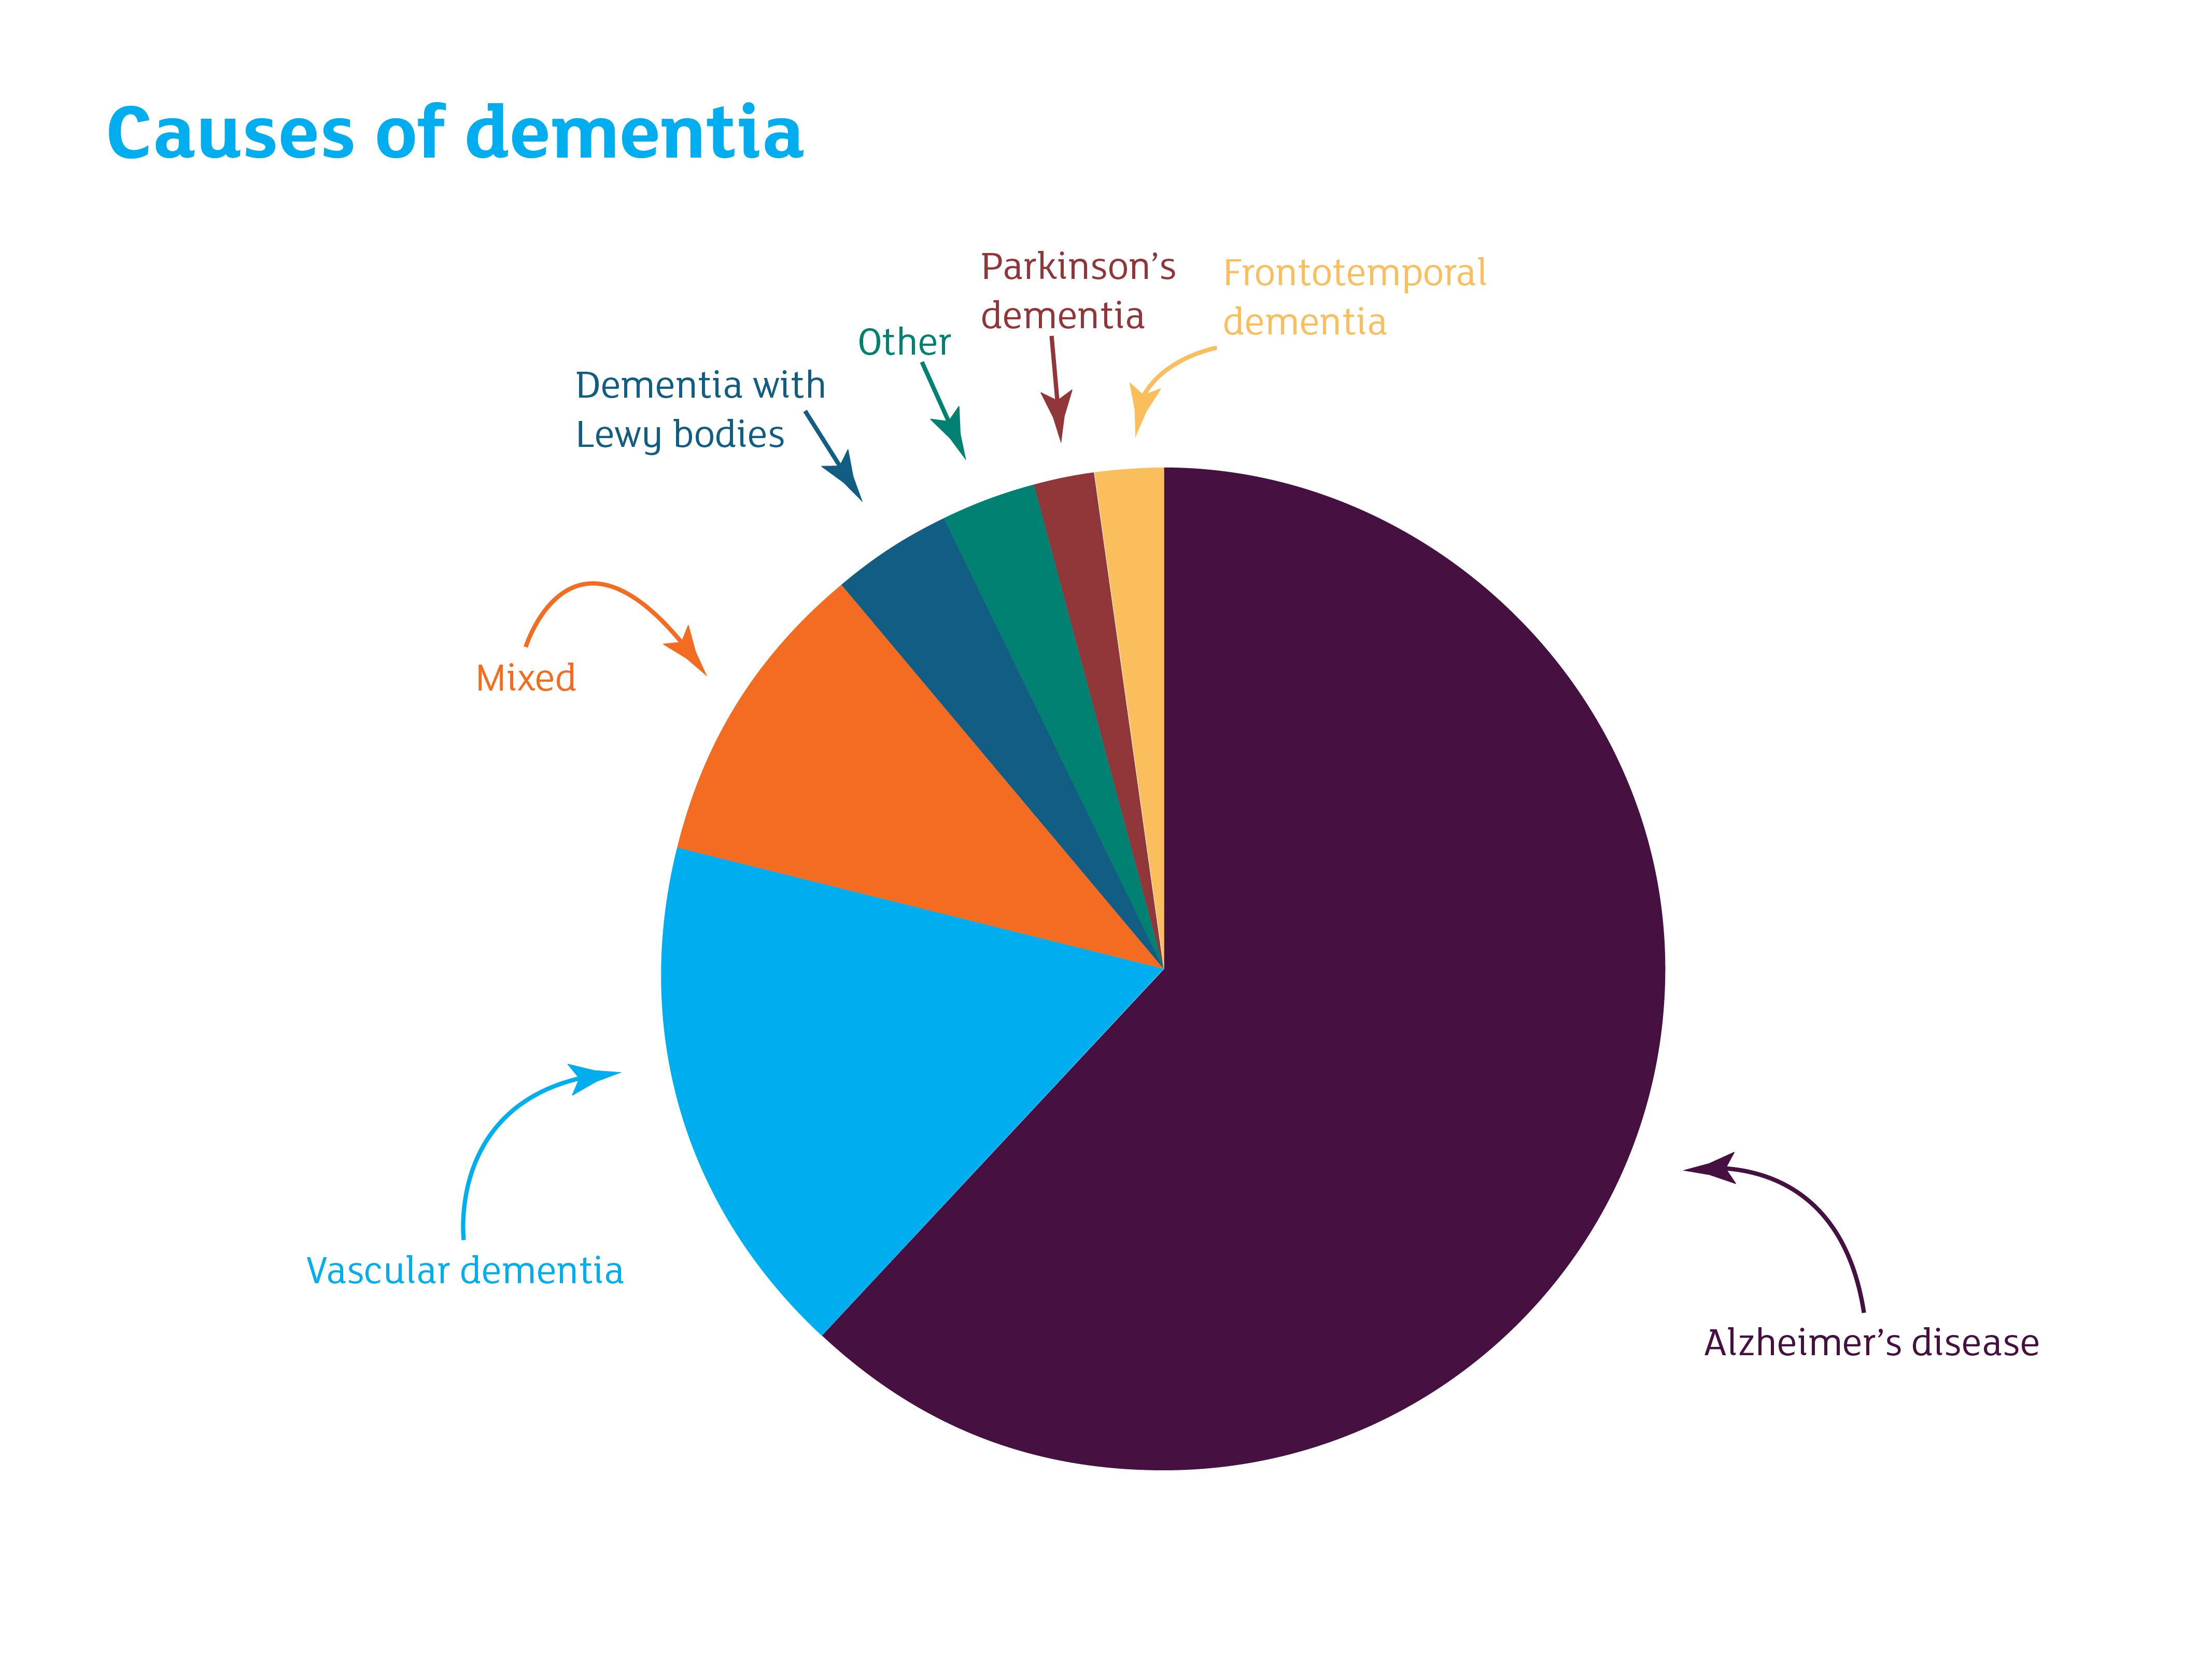 Causes of dementia
Parkinson’s
dementia
Frontotemporal
dementia
Other
Dementia with
Lewy bodies
Mixed
Vascular dementia
Alzheimer’s disease